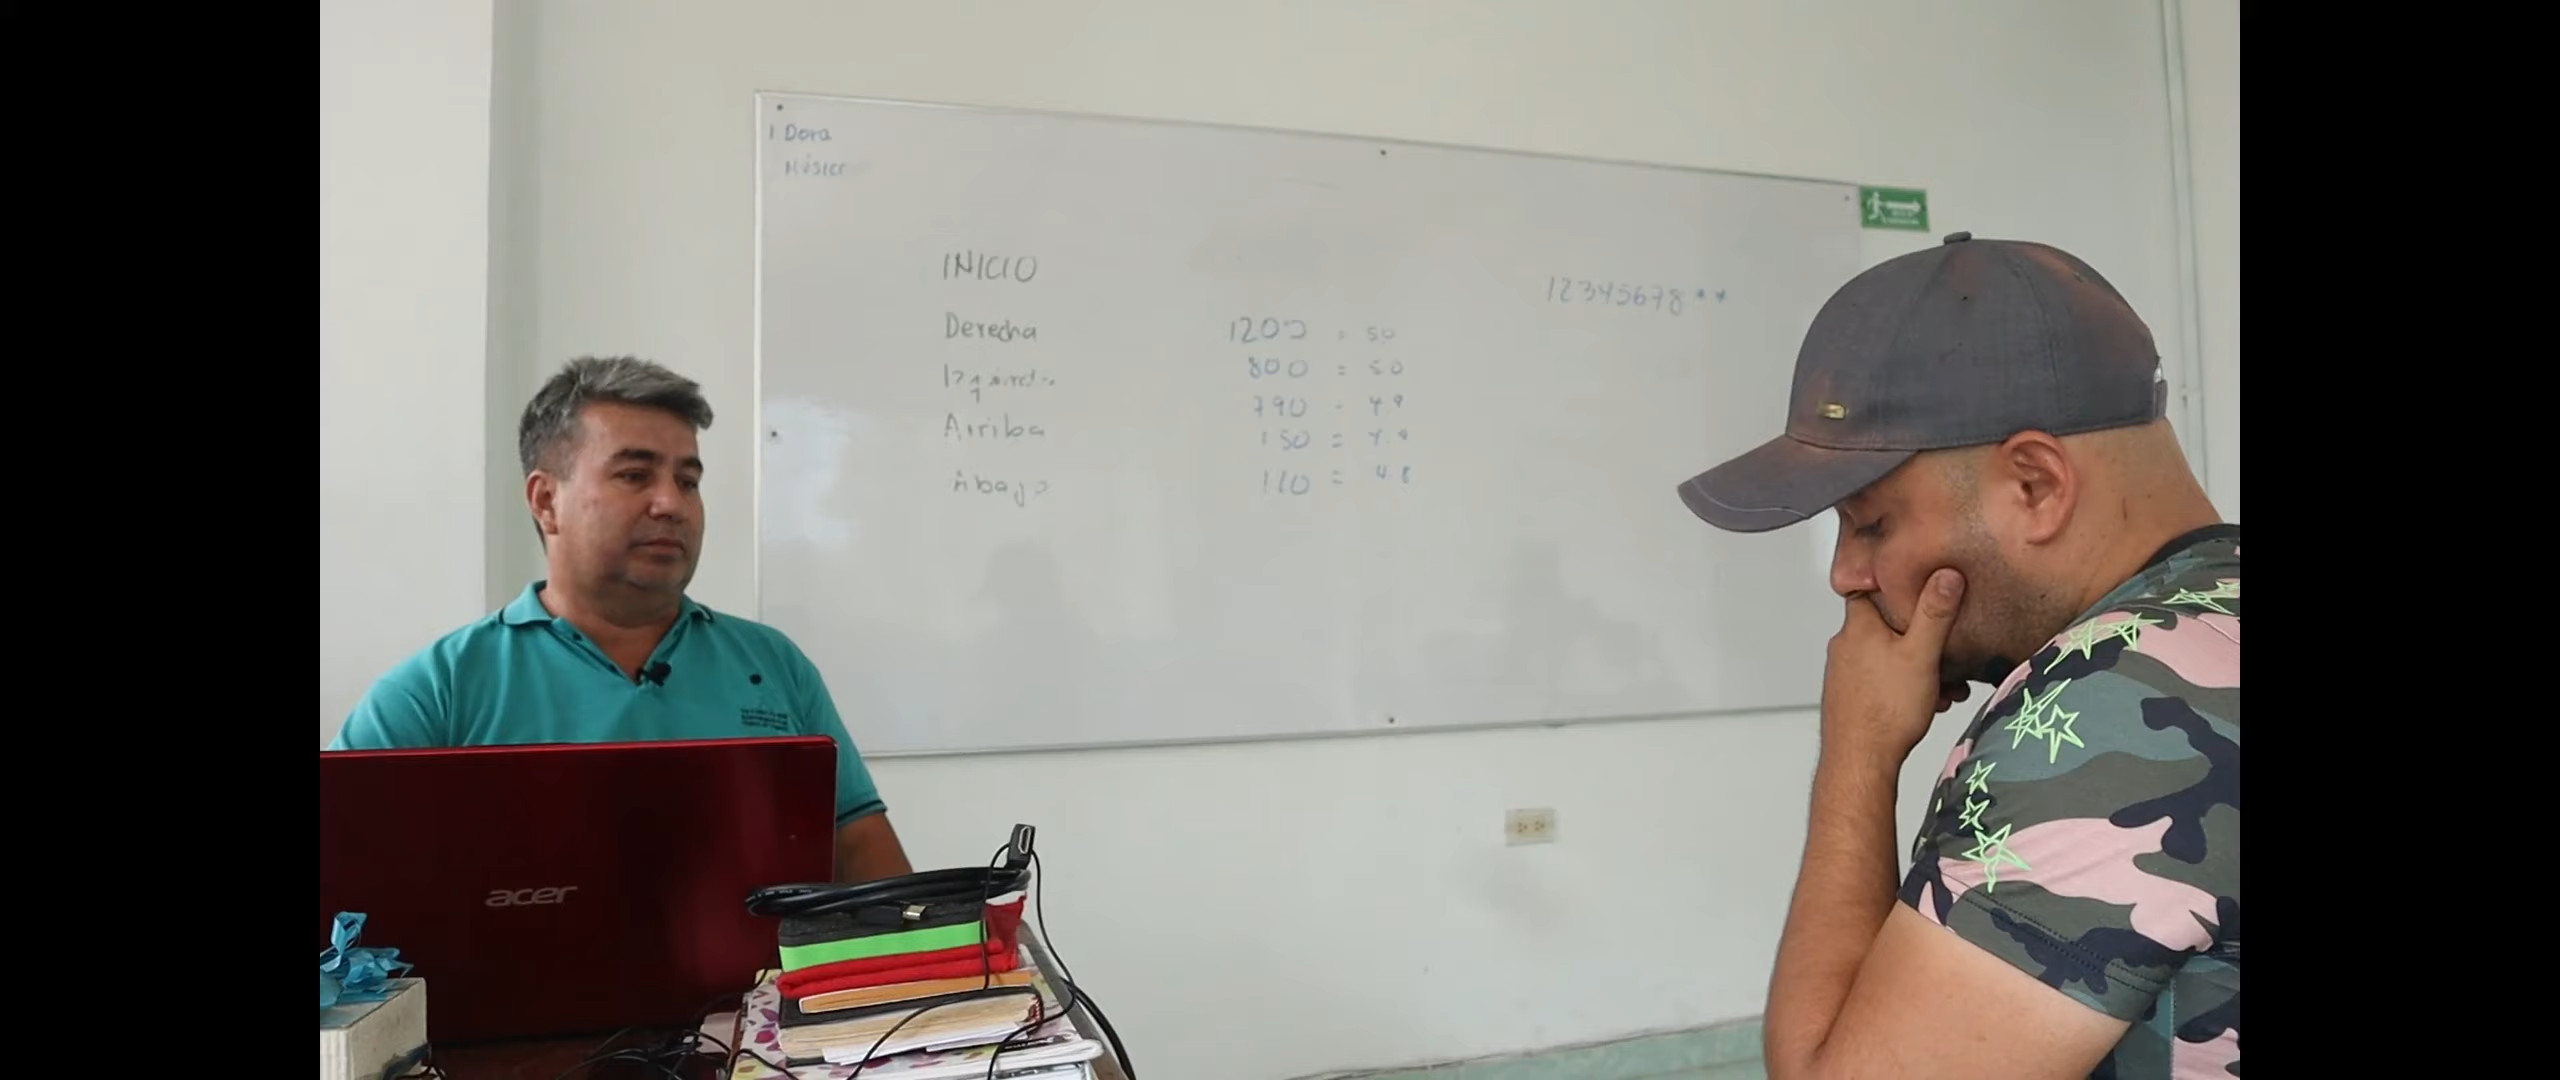 1 Dora
INICIO
12345678**
Derecha 1200 = 50
800 = 50
Arriba 790 - 4.9
150 = 4.9
Abajo 110 = 4.8
acer